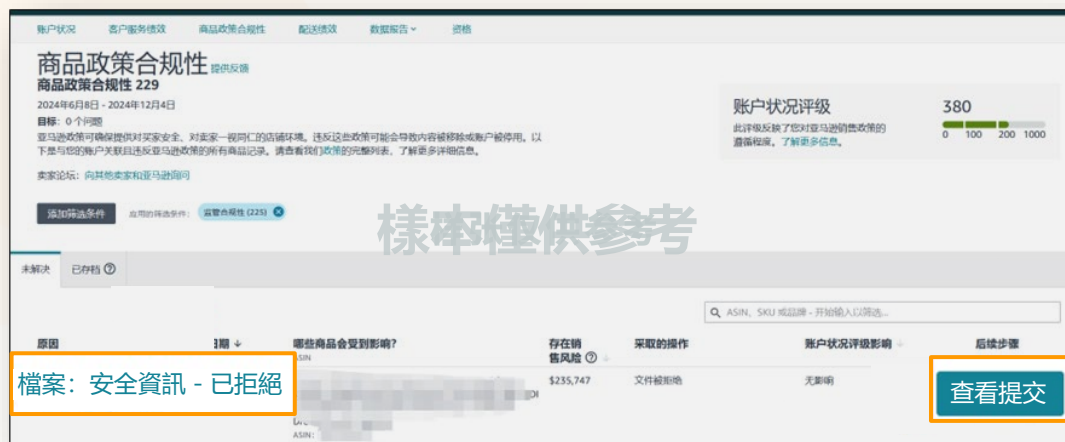 账户状况 客户服务绩效 商品政策合规性 配送绩效 数据报告 资格
商品政策合规性 提供反馈
商品政策合规性 229
2024年6月8日 - 2024年12月4日
目标: 0 个问题
亚马逊政策可确保提供对买家安全、对卖家一视同仁的店铺环境。违反这些政策可能会导致内容被移除或账户被停用。以
下是与您的账户关联且违反亚马逊政策的所有商品记录。请查看我们政策的完整列表，了解更多详细信息。
卖家论坛: 向其他卖家和亚马逊询问
账户状况评级
此评级反映了您对亚马逊销售政策的
遵循程度。了解更多信息。
380
0 100 200 1000
添加筛选条件 应用的筛选条件: 监管合规性 (225)
樣本僅供參考
未解决 已存档
ASIN、SKU 或品牌 - 开始输入以筛选...
原因 日期 哪些商品会受到影响? 存在销 采取的操作 账户状况评级影响 后续步骤
ASIN 售风险
檔案：安全資訊 - 已拒絕 $235,747 文件被拒绝 无影响 查看提交
ASIN: